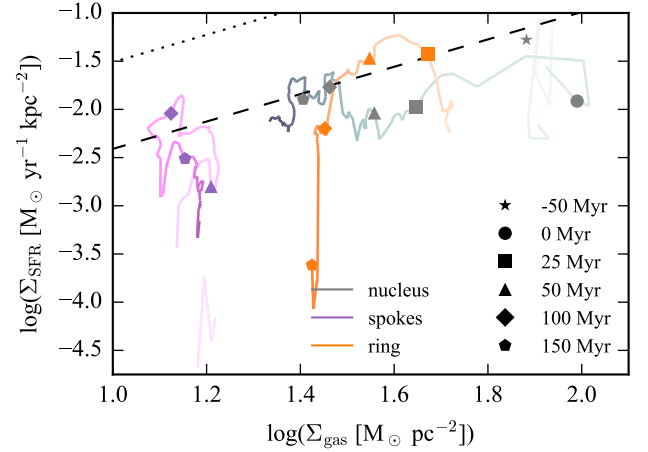 −1.0
−1.5
−2.0
−2.5
−3.0
−3.5
−4.0
−4.5
log(Σ_SFR [M_⊙ yr^−1 kpc^−2])
nucleus
spokes
ring
-50 Myr
0 Myr
25 Myr
50 Myr
100 Myr
150 Myr
1.0 1.2 1.4 1.6 1.8 2.0
log(Σ_gas [M_⊙ pc^−2])